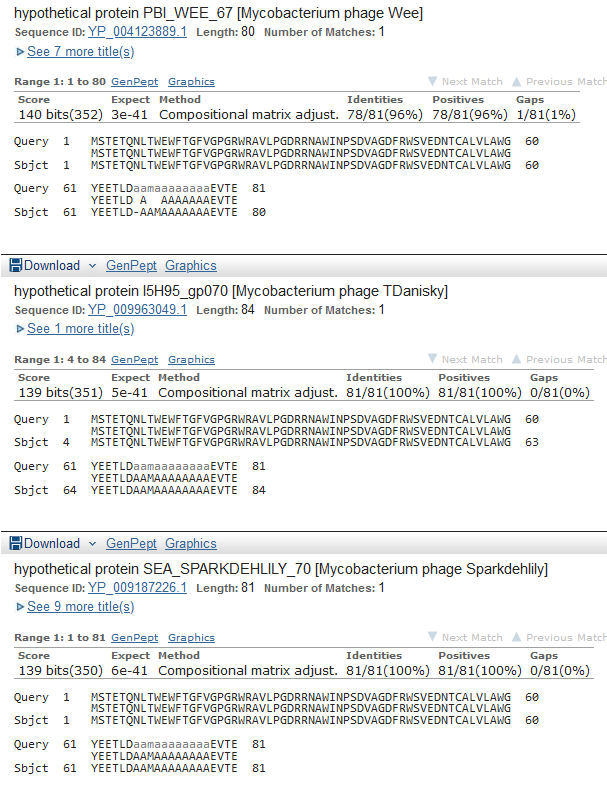 hypothetical protein PBI_WEE_67 [Mycobacterium phage Wee]
Sequence ID: YP_004123889.1 Length: 80 Number of Matches: 1
See 7 more title(s)
Range 1: 1 to 80 GenPept Graphics Next Match Previous Match
Score Expect Method Identities Positives Gaps
140 bits(352) 3e-41 Compositional matrix adjust. 78/81(96%) 78/81(96%) 1/81(1%)
Query 1 MSTETQNLTWEWFTGFVGPGRWRAVLPGDRRNAWINPSDVAGDFRWSVEDNTCALVLAWG 60
MSTETQNLTWEWFTGFVGPGRWRAVLPGDRRNAWINPSDVAGDFRWSVEDNTCALVLAWG
Sbjct 1 MSTETQNLTWEWFTGFVGPGRWRAVLPGDRRNAWINPSDVAGDFRWSVEDNTCALVLAWG 60
Query 61 YEETLDaamaaaaaaaaEVTE 81
YEETLD A  AAAAAAAEVTE
Sbjct 61 YEETLD-AAMAAAAAAAEVTE 80
Download GenPept Graphics
hypothetical protein I5H95_gp070 [Mycobacterium phage TDanisky]
Sequence ID: YP_009963049.1 Length: 84 Number of Matches: 1
See 1 more title(s)
Range 1: 4 to 84 GenPept Graphics Next Match Previous Match
Score Expect Method Identities Positives Gaps
139 bits(351) 5e-41 Compositional matrix adjust. 81/81(100%) 81/81(100%) 0/81(0%)
Query 1 MSTETQNLTWEWFTGFVGPGRWRAVLPGDRRNAWINPSDVAGDFRWSVEDNTCALVLAWG 60
MSTETQNLTWEWFTGFVGPGRWRAVLPGDRRNAWINPSDVAGDFRWSVEDNTCALVLAWG
Sbjct 4 MSTETQNLTWEWFTGFVGPGRWRAVLPGDRRNAWINPSDVAGDFRWSVEDNTCALVLAWG 63
Query 61 YEETLDaamaaaaaaaaEVTE 81
YEETLDAAMAAAAAAAAEVTE
Sbjct 64 YEETLDAAMAAAAAAAAEVTE 84
Download GenPept Graphics
hypothetical protein SEA_SPARKDEHLILY_70 [Mycobacterium phage Sparkdehlily]
Sequence ID: YP_009187226.1 Length: 81 Number of Matches: 1
See 9 more title(s)
Range 1: 1 to 81 GenPept Graphics Next Match Previous Match
Score Expect Method Identities Positives Gaps
139 bits(350) 6e-41 Compositional matrix adjust. 81/81(100%) 81/81(100%) 0/81(0%)
Query 1 MSTETQNLTWEWFTGFVGPGRWRAVLPGDRRNAWINPSDVAGDFRWSVEDNTCALVLAWG 60
MSTETQNLTWEWFTGFVGPGRWRAVLPGDRRNAWINPSDVAGDFRWSVEDNTCALVLAWG
Sbjct 1 MSTETQNLTWEWFTGFVGPGRWRAVLPGDRRNAWINPSDVAGDFRWSVEDNTCALVLAWG 60
Query 61 YEETLDaamaaaaaaaaEVTE 81
YEETLDAAMAAAAAAAAEVTE
Sbjct 61 YEETLDAAMAAAAAAAAEVTE 81